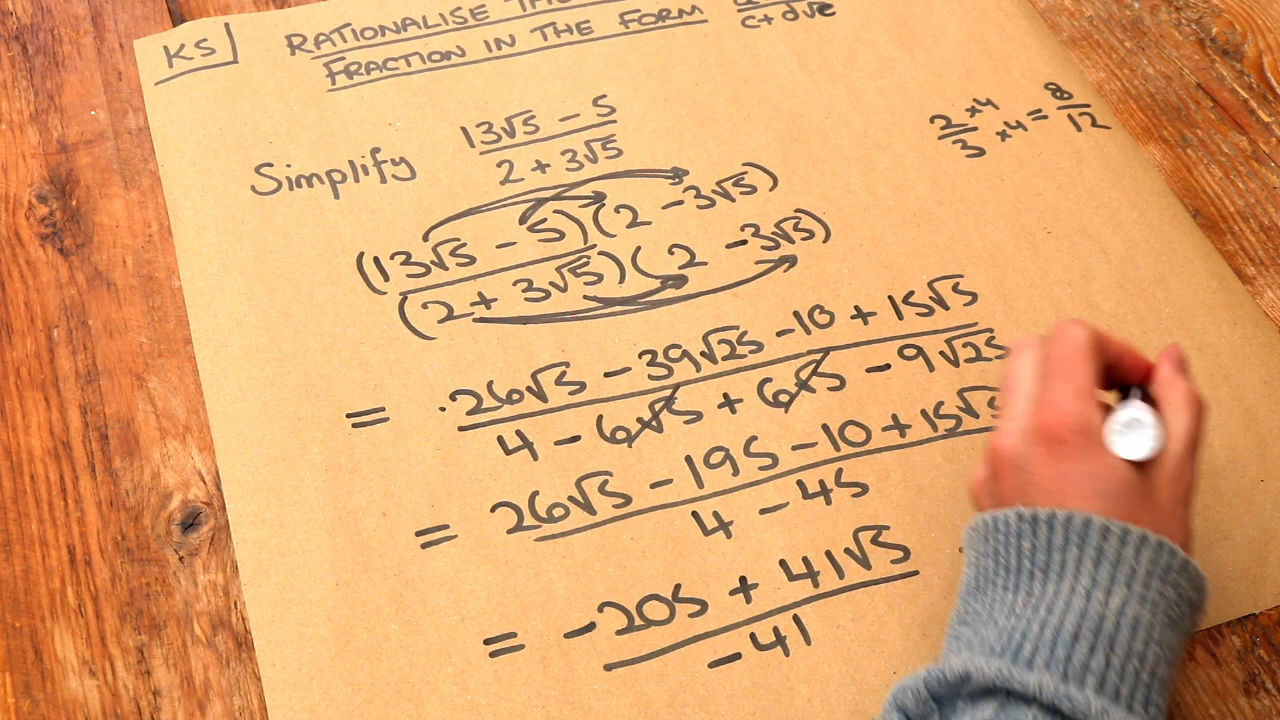 K5
RATIONALISE
FRACTION IN THE FORM c+d√e
2×4/3×4 = 8/12
Simplify (13√5 - 5)/(2 + 3√5)
(13√5 - 5)(2 - 3√5)
(2 + 3√5)(2 - 3√5)
= 26√5 - 39√25 - 10 + 15√5
4 - 6√5 + 6√5 - 9√25
= 26√5 - 195 - 10 + 15√5
4 - 45
= -205 + 41√5
-41